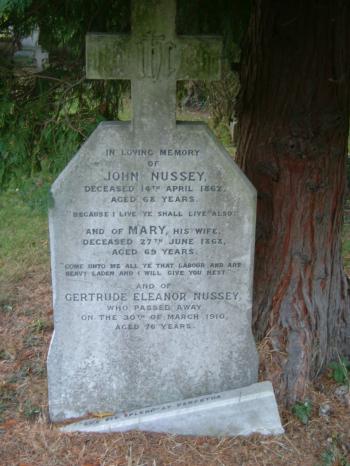 IHS
IN LOVING MEMORY
OF
JOHN NUSSEY,
DECEASED 14TH APRIL 1862,
AGED 68 YEARS.
"BECAUSE I LIVE YE SHALL LIVE ALSO"
AND OF MARY, HIS WIFE,
DECEASED 27TH JUNE 1868,
AGED 69 YEARS.
"COME UNTO ME ALL YE THAT LABOUR AND ARE
HEAVY LADEN AND I WILL GIVE YOU REST."
AND OF
GERTRUDE ELEANOR NUSSEY,
WHO PASSED AWAY
ON THE 30TH OF MARCH 1910,
AGED 76 YEARS.